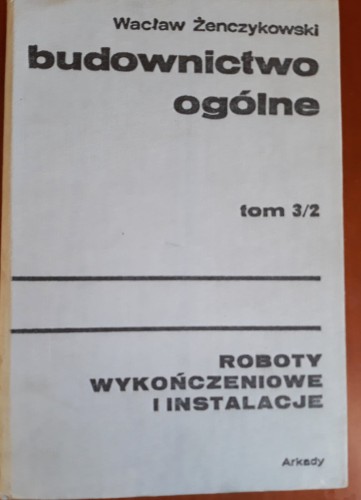 Wacław Żenczykowski
budownictwo
ogólne
tom 3/2
ROBOTY
WYKOŃCZENIOWE
I INSTALACJE
Arkady